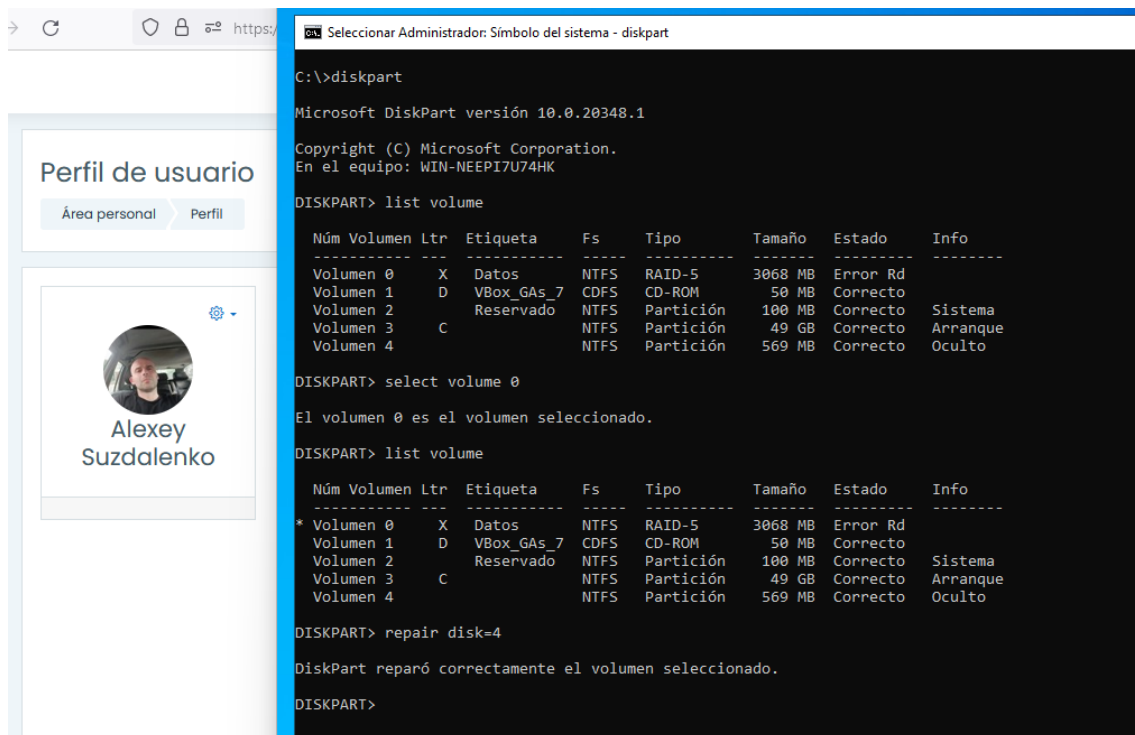 https:/
Perfil de usuario
Área personal Perfil
Alexey
Suzdalenko
Seleccionar Administrador: Símbolo del sistema - diskpart
C:\>diskpart
Microsoft DiskPart versión 10.0.20348.1
Copyright (C) Microsoft Corporation.
En el equipo: WIN-NEEPI7U74HK
DISKPART> list volume
Núm Volumen Ltr Etiqueta Fs Tipo Tamaño Estado Info
----------- --- ----------- ----- ---------- ------- --------- --------
Volumen 0 X Datos NTFS RAID-5 3068 MB Error Rd
Volumen 1 D VBox_GAs_7 CDFS CD-ROM 50 MB Correcto
Volumen 2 Reservado NTFS Partición 100 MB Correcto Sistema
Volumen 3 C NTFS Partición 49 GB Correcto Arranque
Volumen 4 NTFS Partición 569 MB Correcto Oculto
DISKPART> select volume 0
El volumen 0 es el volumen seleccionado.
DISKPART> list volume
Núm Volumen Ltr Etiqueta Fs Tipo Tamaño Estado Info
----------- --- ----------- ----- ---------- ------- --------- --------
* Volumen 0 X Datos NTFS RAID-5 3068 MB Error Rd
Volumen 1 D VBox_GAs_7 CDFS CD-ROM 50 MB Correcto
Volumen 2 Reservado NTFS Partición 100 MB Correcto Sistema
Volumen 3 C NTFS Partición 49 GB Correcto Arranque
Volumen 4 NTFS Partición 569 MB Correcto Oculto
DISKPART> repair disk=4
DiskPart reparó correctamente el volumen seleccionado.
DISKPART>